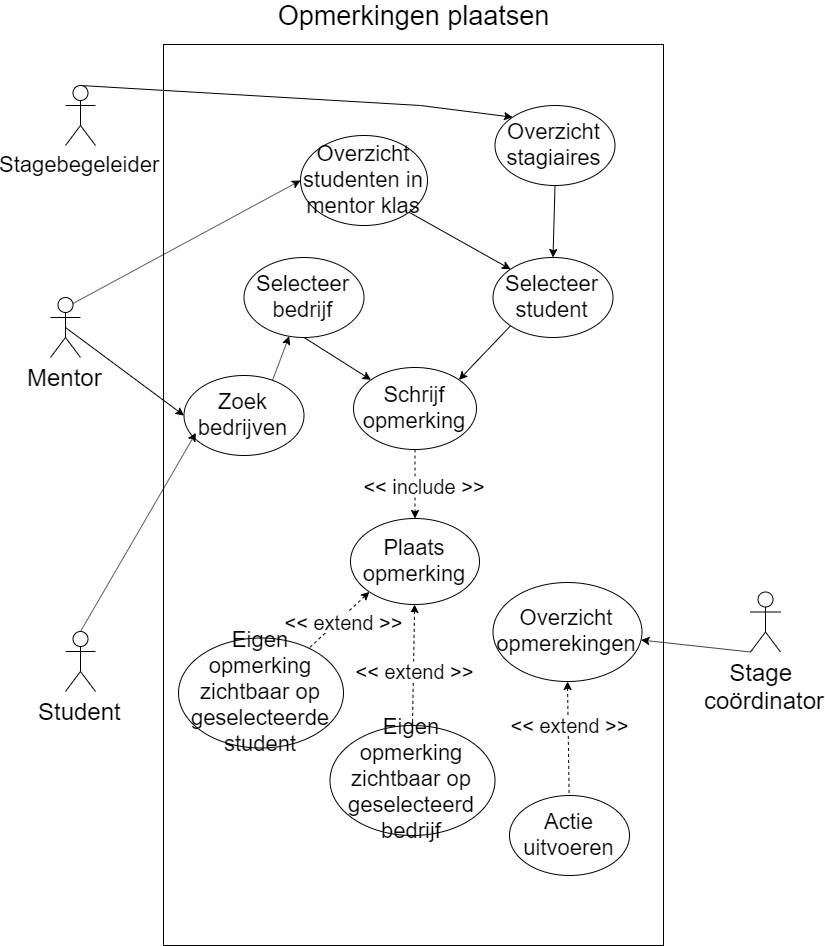 Opmerkingen plaatsen
Stagebegeleider
Overzicht
stagiaires
Overzicht
studenten in
mentor klas
Selecteer
bedrijf
Selecteer
student
Mentor
Zoek
bedrijven
Schrijf
opmerking
<< include >>
Plaats
opmerking
<< extend >>
Overzicht
opmerekingen
Eigen
opmerking
zichtbaar op
geselecteerde
student
<< extend >>
Stage
coördinator
Student
<< extend >>
Eigen
opmerking
zichtbaar op
geselecteerd
bedrijf
Actie
uitvoeren